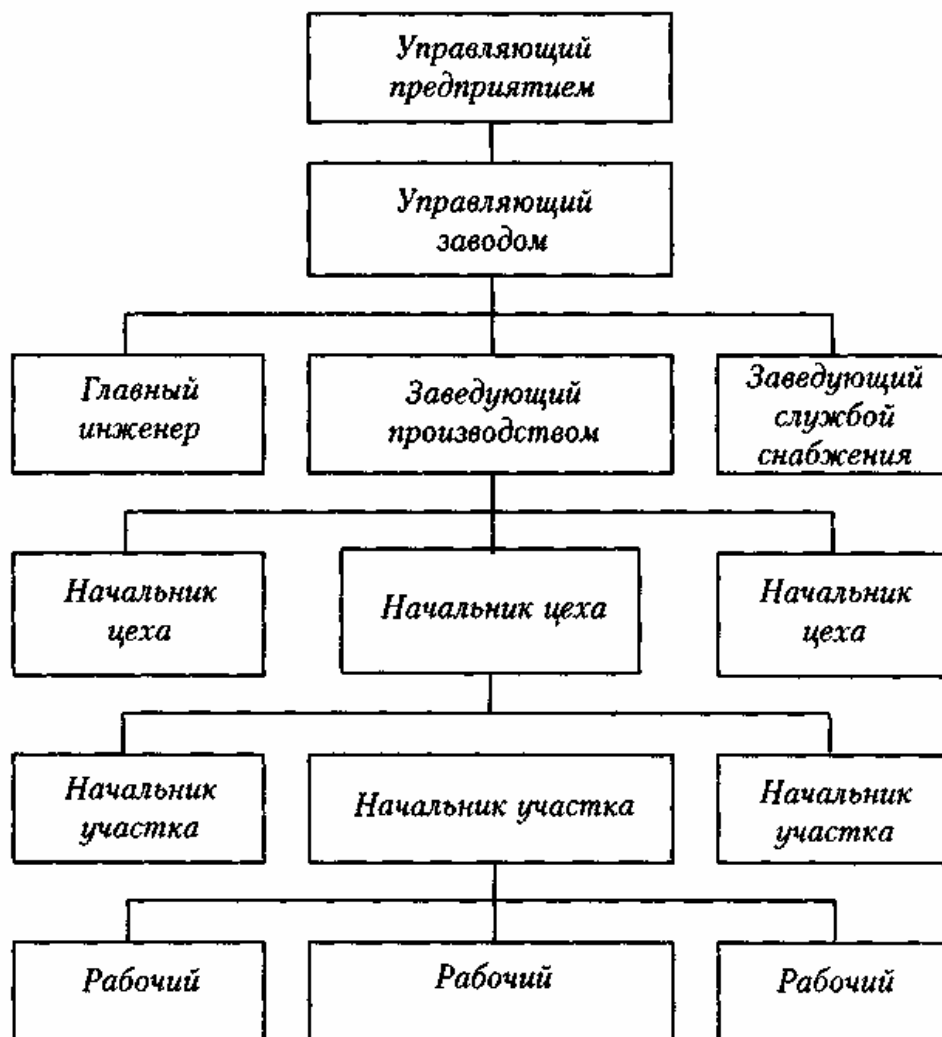 Управляющий
предприятием
Управляющий
заводом
Главный
инженер
Заведующий
производством
Заведующий
службой
снабжения
Начальник
цеха
Начальник цеха
Начальник
цеха
Начальник
участка
Начальник участка
Начальник
участка
Рабочий
Рабочий
Рабочий